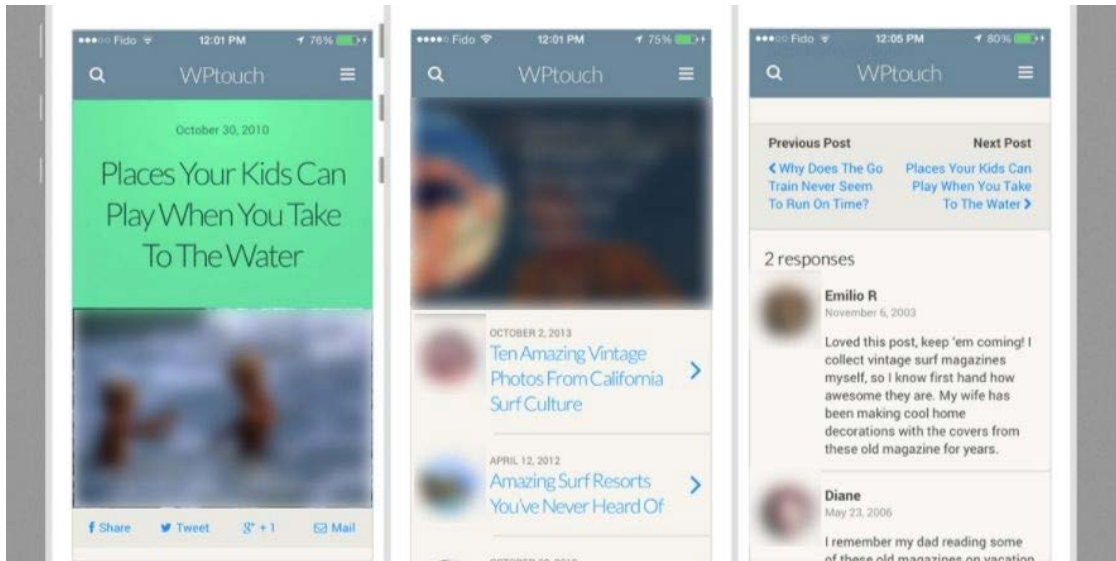 Fido 12:01 PM 76%
WPtouch
October 30, 2010
Places Your Kids Can
Play When You Take
To The Water
Share Tweet g+ + 1 Mail
Fido 12:01 PM 75%
WPtouch
OCTOBER 2, 2013
Ten Amazing Vintage
Photos From California
Surf Culture
APRIL 12, 2012
Amazing Surf Resorts
You've Never Heard Of
Fido 12:05 PM 80%
WPtouch
Previous Post
Why Does The Go
Train Never Seem
To Run On Time?
Next Post
Places Your Kids Can
Play When You Take
To The Water
2 responses
Emilio R
November 6, 2003
Loved this post, keep 'em coming! I
collect vintage surf magazines
myself, so I know first hand how
awesome they are. My wife has
been making cool home
decorations with the covers from
these old magazine for years.
Diane
May 23, 2006
I remember my dad reading some
of these old magazines on vacation